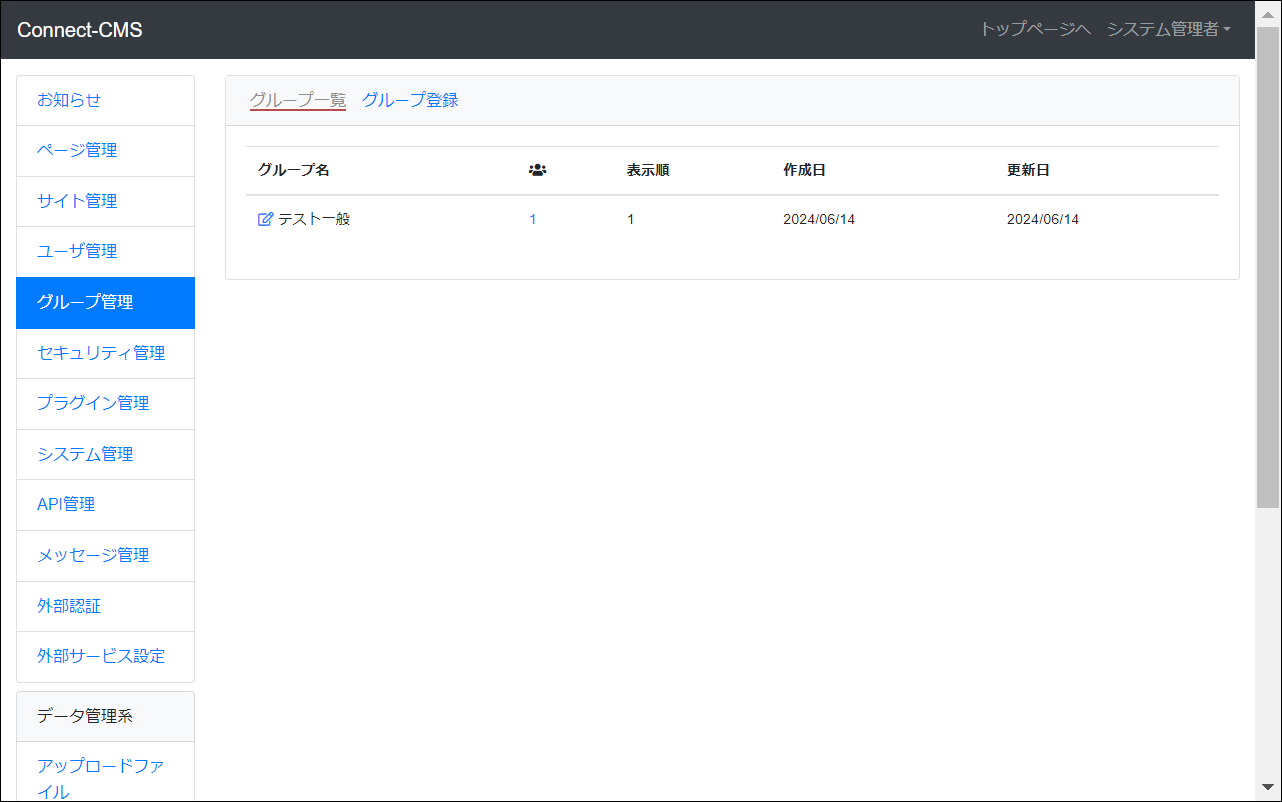 Connect-CMS
トップページへ システム管理者
お知らせ
ページ管理
サイト管理
ユーザ管理
グループ管理
セキュリティ管理
プラグイン管理
システム管理
API管理
メッセージ管理
外部認証
外部サービス設定
データ管理系
アップロードファ
イル
グループ一覧 グループ登録
グループ名 表示順 作成日 更新日
テスト一般 1 1 2024/06/14 2024/06/14